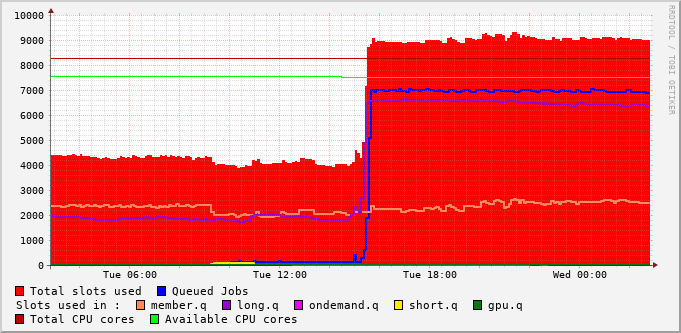 10000
9000
8000
7000
6000
5000
4000
3000
2000
1000
0
Tue 06:00 Tue 12:00 Tue 18:00 Wed 00:00
RRDTOOL / TOBI OETIKER
Total slots used Queued Jobs
Slots used in : member.q long.q ondemand.q short.q gpu.q
Total CPU cores Available CPU cores